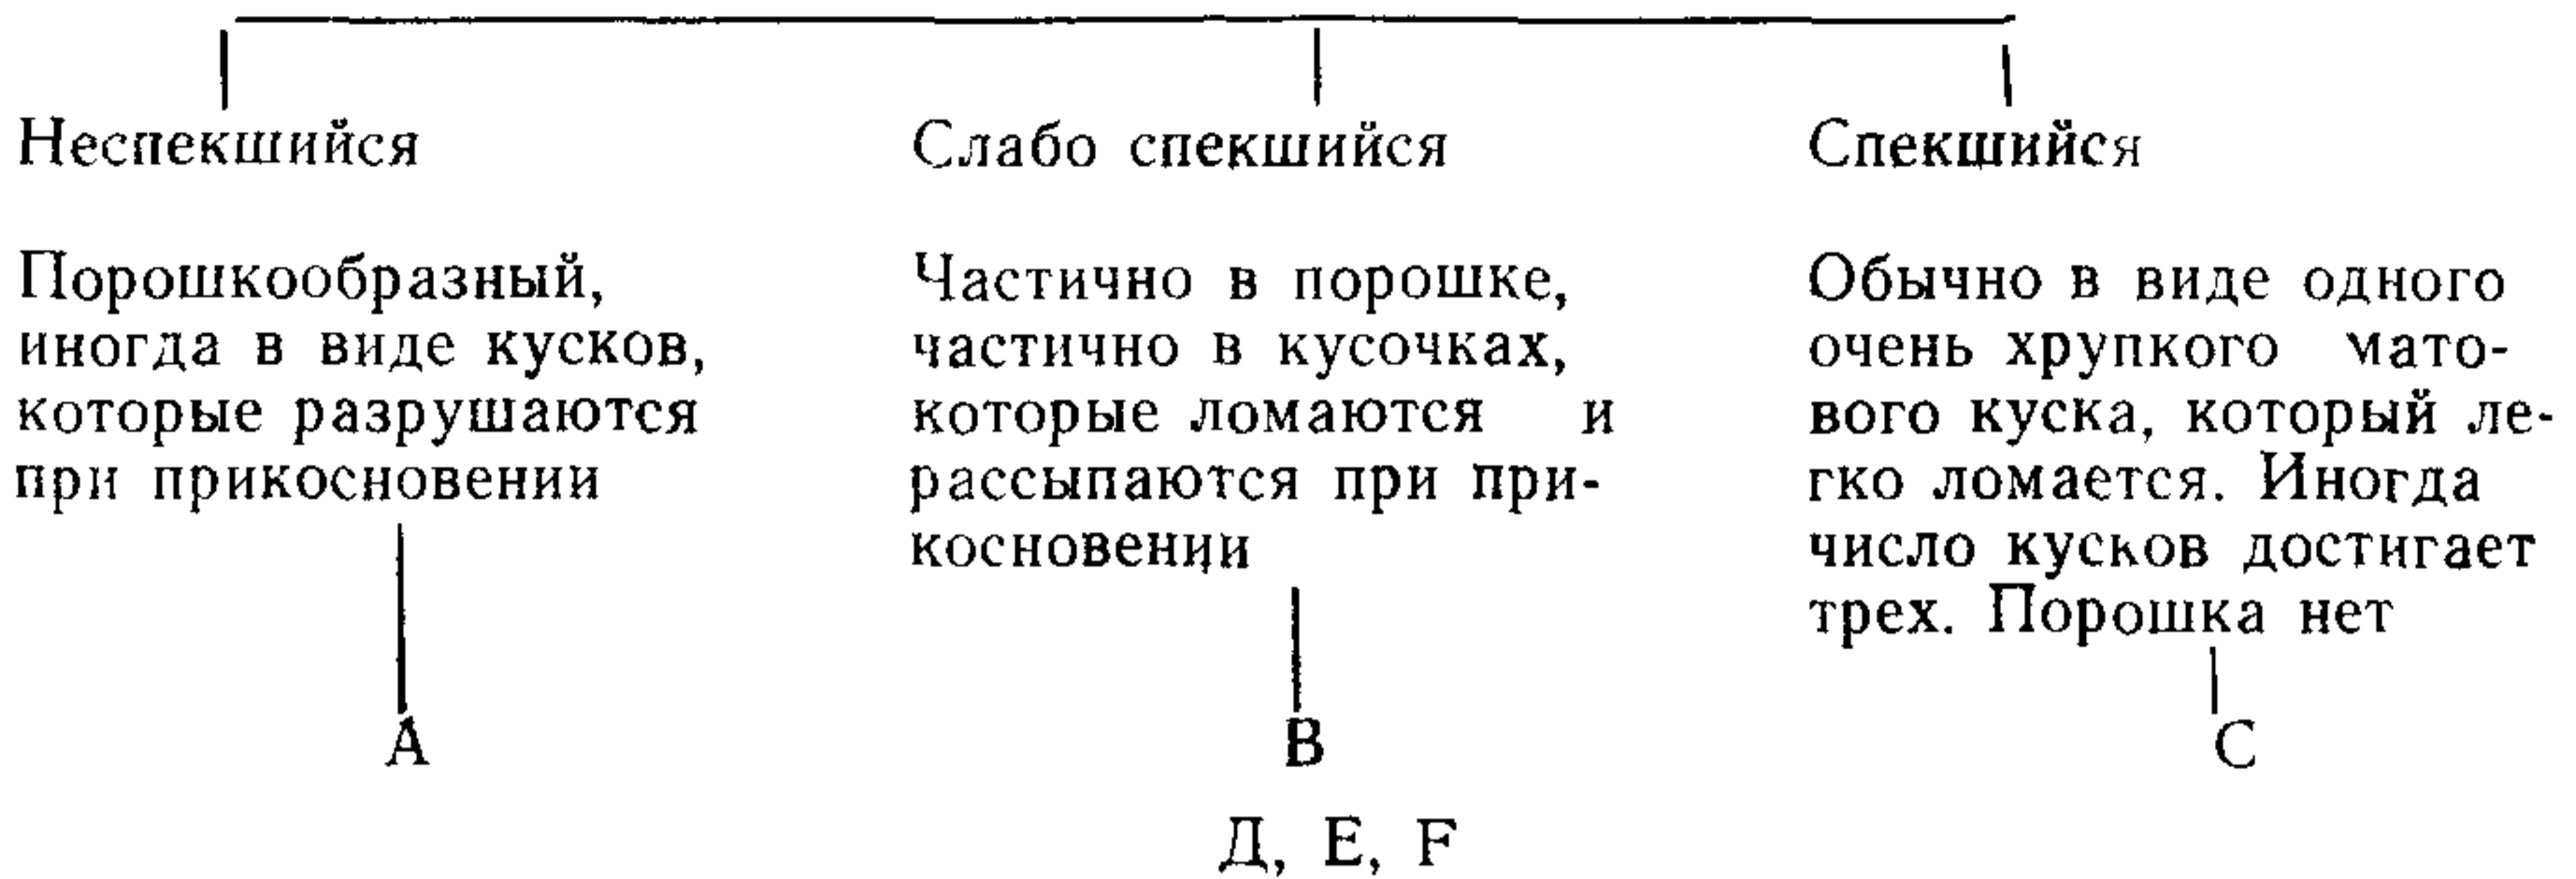 Неспекшийся
Порошкообразный,
иногда в виде кусков,
которые разрушаются
при прикосновении
А
Слабо спекшийся
Частично в порошке,
частично в кусочках,
которые ломаются и
рассыпаются при при-
косновении
В
Спекшийся
Обычно в виде одного
очень хрупкого мато-
вого куска, который ле-
гко ломается. Иногда
число кусков достигает
трех. Порошка нет
С
Д, Е, F